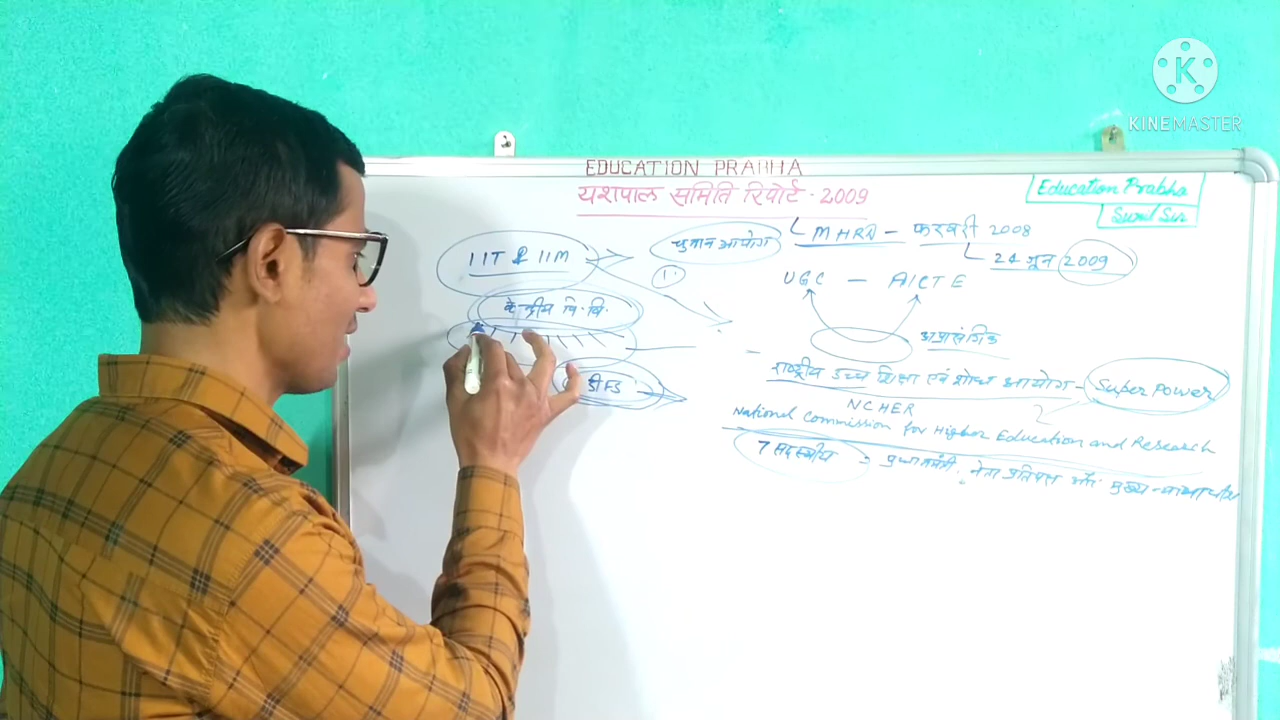 EDUCATION PRABHA
यशपाल समिति रिपोर्ट - 2009
Education Prabha
Sunil Sir
KINEMASTER
IIT & IIM
चुनाव आयोग
MHRD - फरवरी 2008
24 जून 2009
(1)
UGC - AICTE
केन्द्रीय वि. वि.
अप्रासंगिक
राष्ट्रीय उच्च शिक्षा एवं शोध आयोग - Super Power
NCHER
National Commission for Higher Education and Research
7 सदस्यीय = प्रधानमंत्री, नेता प्रतिपक्ष और मुख्य-न्यायाधीश